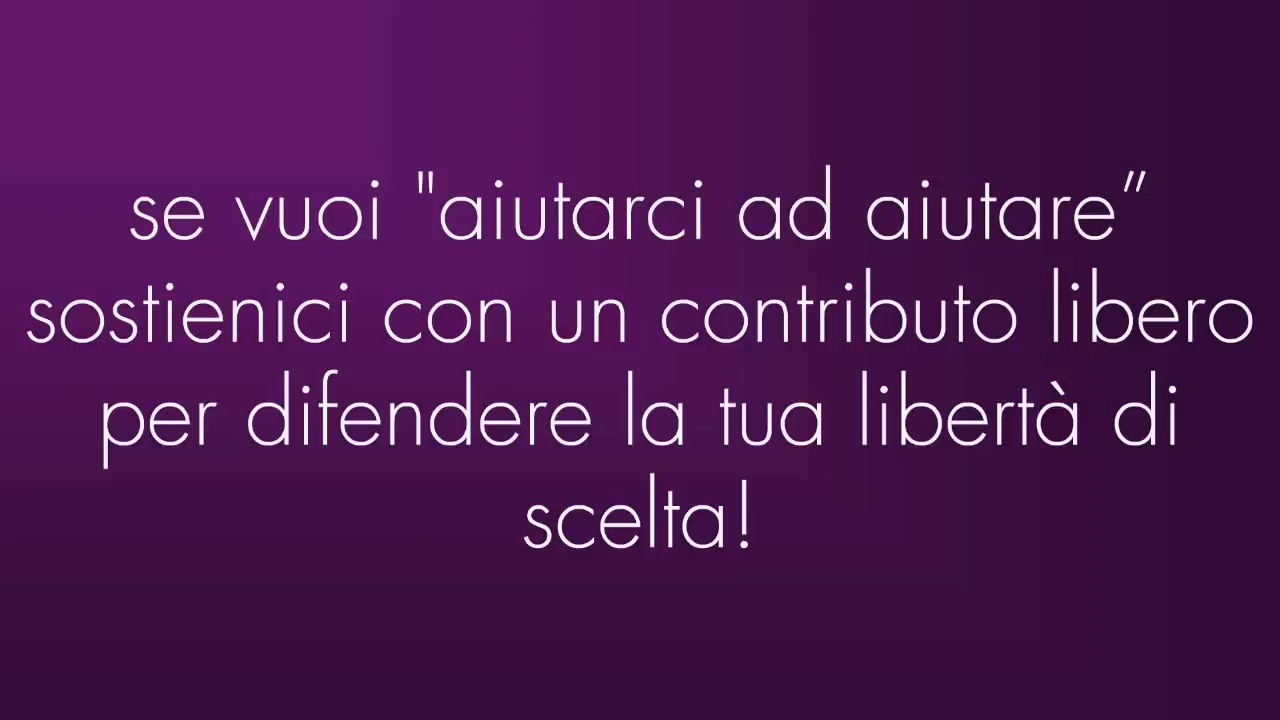 se vuoi "aiutarci ad aiutare”
sostienici con un contributo libero
per difendere la tua libertà di
scelta!